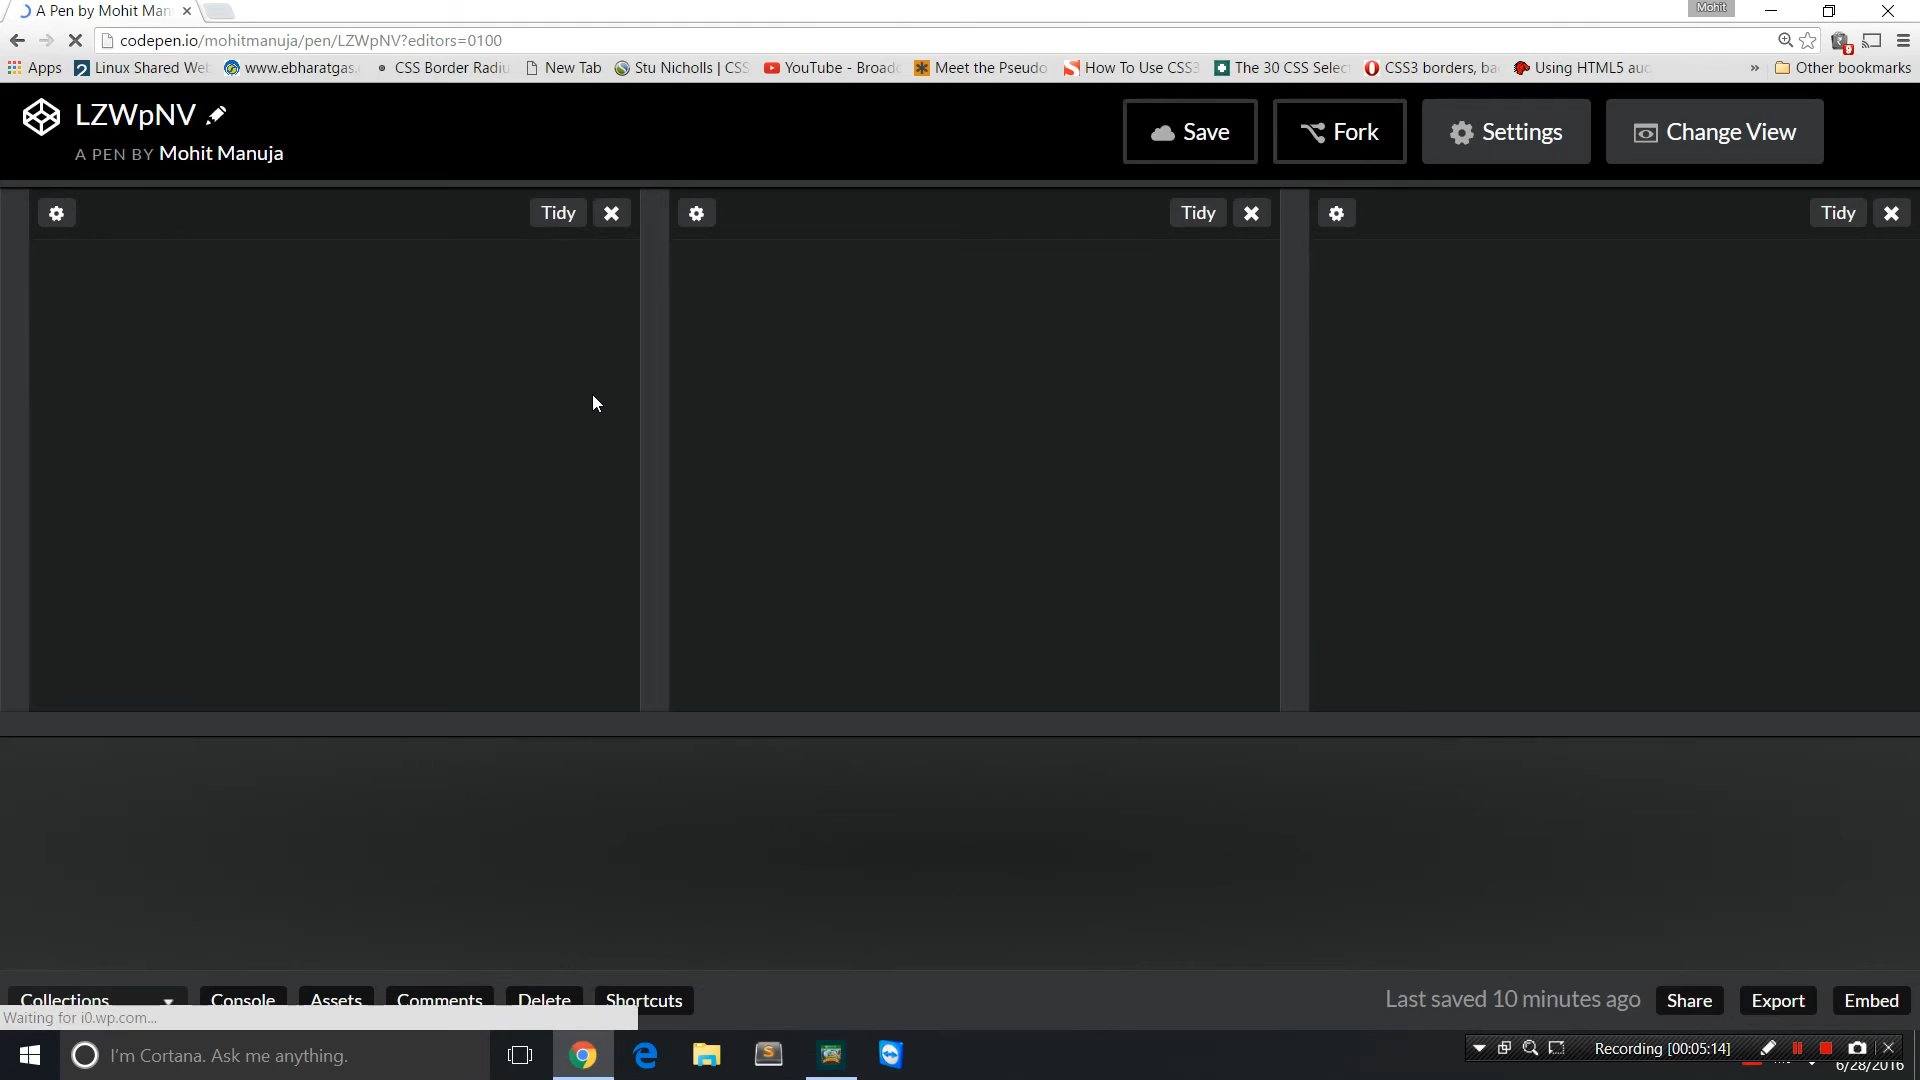 A Pen by Mohit Man
Mohit
codepen.io/mohitmanuja/pen/LZWpNV?editors=0100
Apps
Linux Shared Web
www.ebharatgas.
CSS Border Radiu
New Tab
Stu Nicholls | CSS
YouTube - Broadc
Meet the Pseudo
How To Use CSS3
The 30 CSS Select
CSS3 borders, ba
Using HTML5 aud
»
Other bookmarks
LZWpNV
A PEN BY Mohit Manuja
Save
Fork
Settings
Change View
Tidy
Tidy
Tidy
Collections
Console
Assets
Comments
Delete
Shortcuts
Last saved 10 minutes ago
Share
Export
Embed
Waiting for i0.wp.com...
I'm Cortana. Ask me anything.
Recording [00:05:14]
6/28/2016